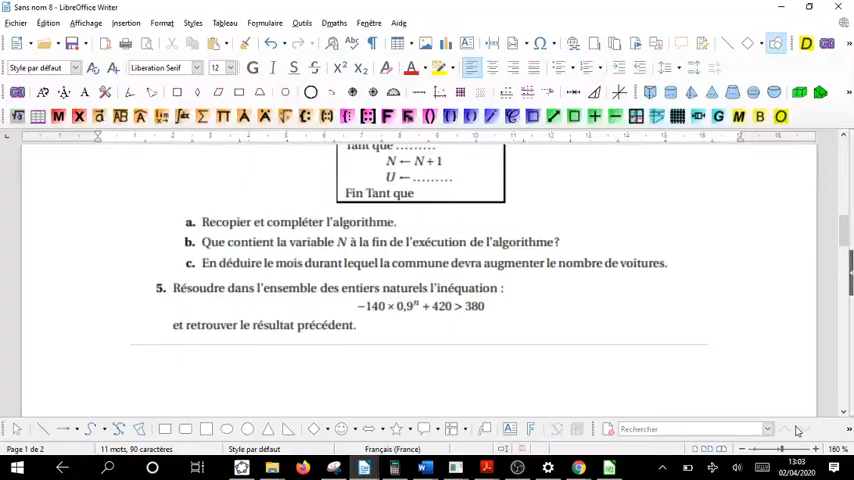 Sans nom 8 - LibreOffice Writer
Fichier Édition Affichage Insertion Format Styles Tableau Formulaire Outils Dmaths Fenêtre Aide
Style par défaut Liberation Serif 12
Tant que .........
N ← N + 1
U ← .........
Fin Tant que
a. Recopier et compléter l'algorithme.
b. Que contient la variable N à la fin de l'exécution de l'algorithme?
c. En déduire le mois durant lequel la commune devra augmenter le nombre de voitures.
5. Résoudre dans l'ensemble des entiers naturels l'inéquation :
−140 × 0,9ⁿ + 420 > 380
et retrouver le résultat précédent.
Rechercher
Page 1 de 2 11 mots, 90 caractères Style par défaut Français (France) 160 %
13:03
02/04/2020